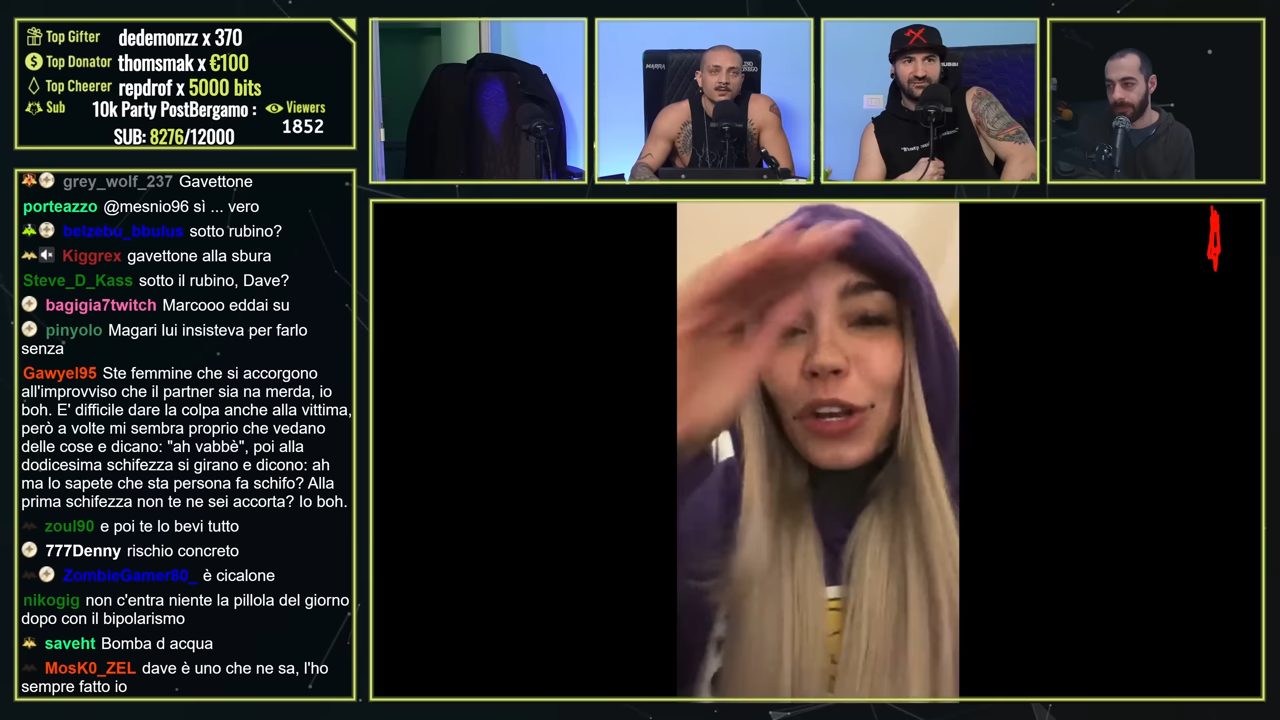 Top Gifter dedemonzz x 370
Top Donator thomsmak x €100
Top Cheerer repdrof x 5000 bits
Sub 10k Party PostBergamo : Viewers
SUB: 8276/12000 1852
grey_wolf_237 Gavettone
porteazzo @mesnio96 sì ... vero
belzebu_bbulus sotto rubino?
Kiggrex gavettone alla sbura
Steve_D_Kass sotto il rubino, Dave?
bagigia7twitch Marcooo eddai su
pinyolo Magari lui insisteva per farlo
senza
Gawyel95 Ste femmine che si accorgono
all'improvviso che il partner sia na merda, io
boh. E' difficile dare la colpa anche alla vittima,
però a volte mi sembra proprio che vedano
delle cose e dicano: "ah vabbè", poi alla
dodicesima schifezza si girano e dicono: ah
ma lo sapete che sta persona fa schifo? Alla
prima schifezza non te ne sei accorta? Io boh.
zoul90 e poi te lo bevi tutto
777Denny rischio concreto
ZombieGamer80_ è cicalone
nikogig non c'entra niente la pillola del giorno
dopo con il bipolarismo
saveht Bomba d acqua
MosK0_ZEL dave è uno che ne sa, l'ho
sempre fatto io